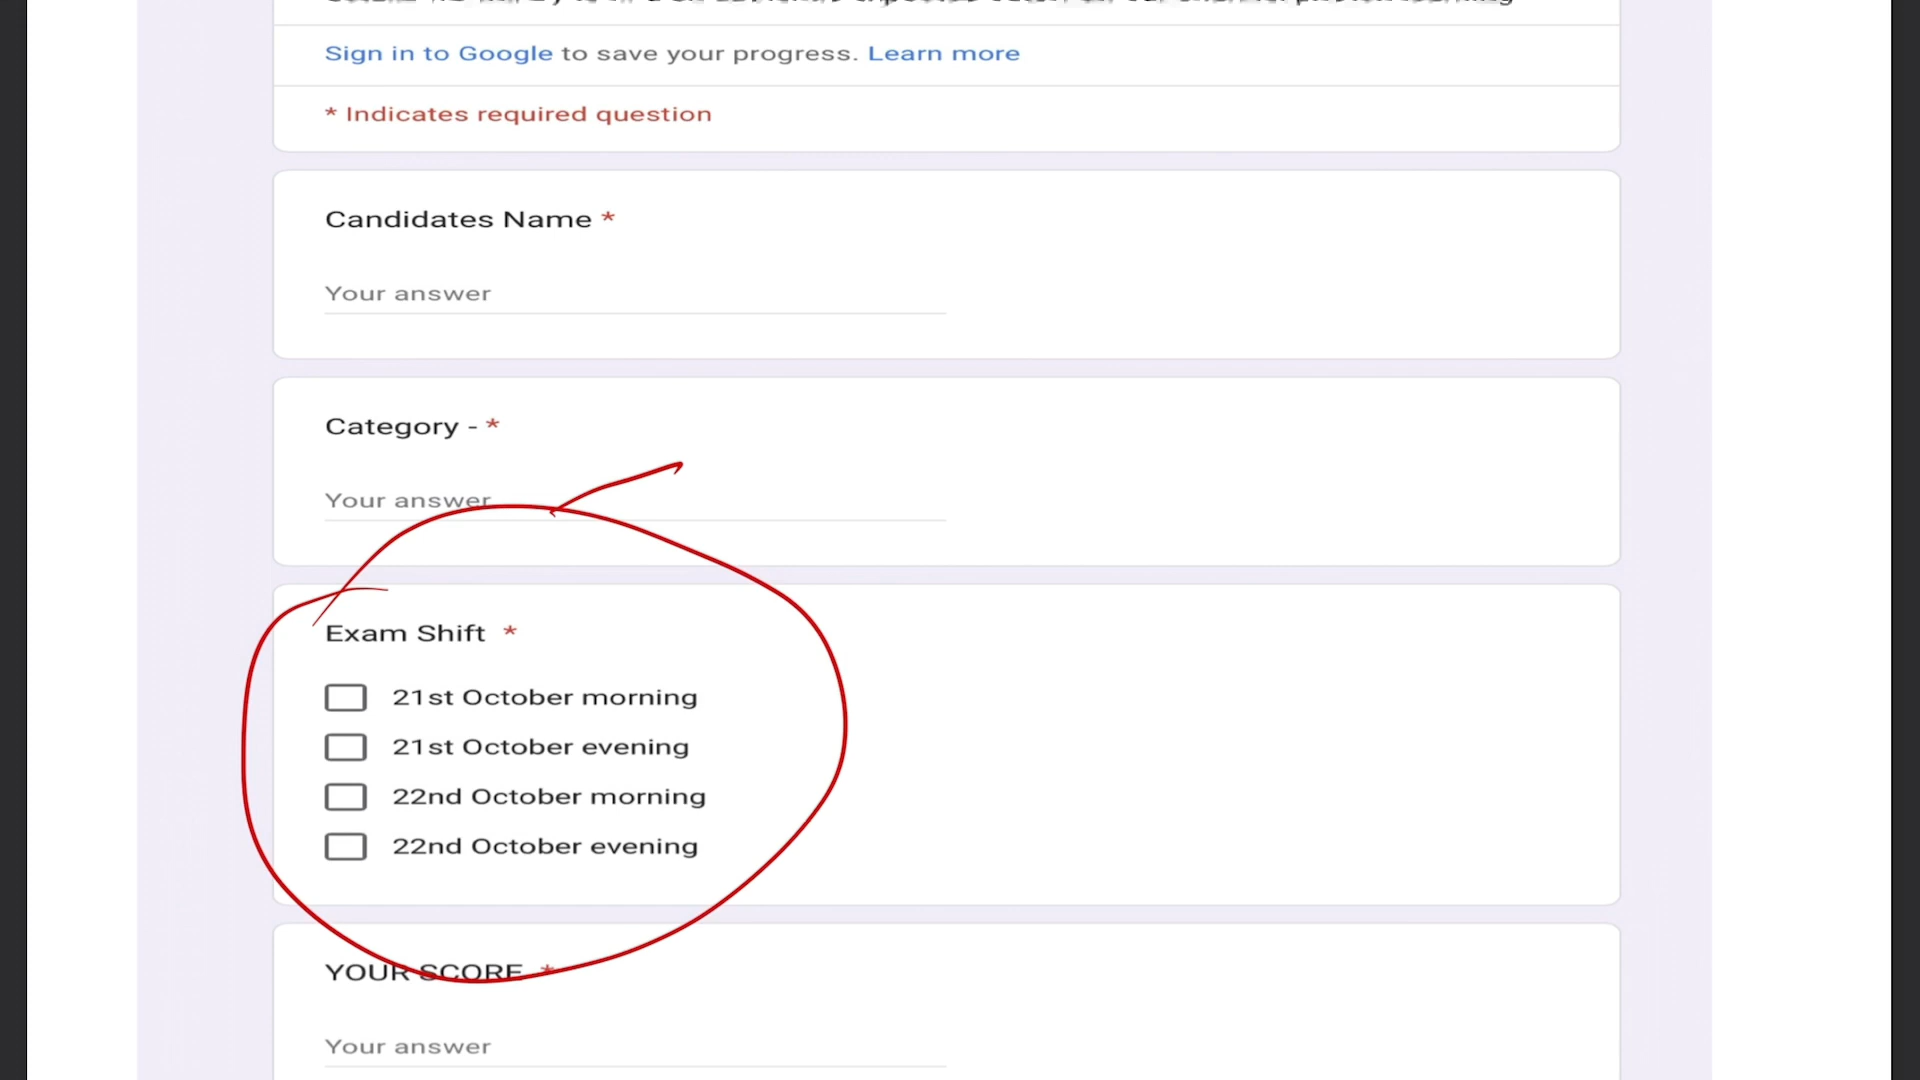 Sign in to Google to save your progress. Learn more
* Indicates required question
Candidates Name *
Your answer
Category - *
Your answer
Exam Shift *
21st October morning
21st October evening
22nd October morning
22nd October evening
YOUR SCORE *
Your answer